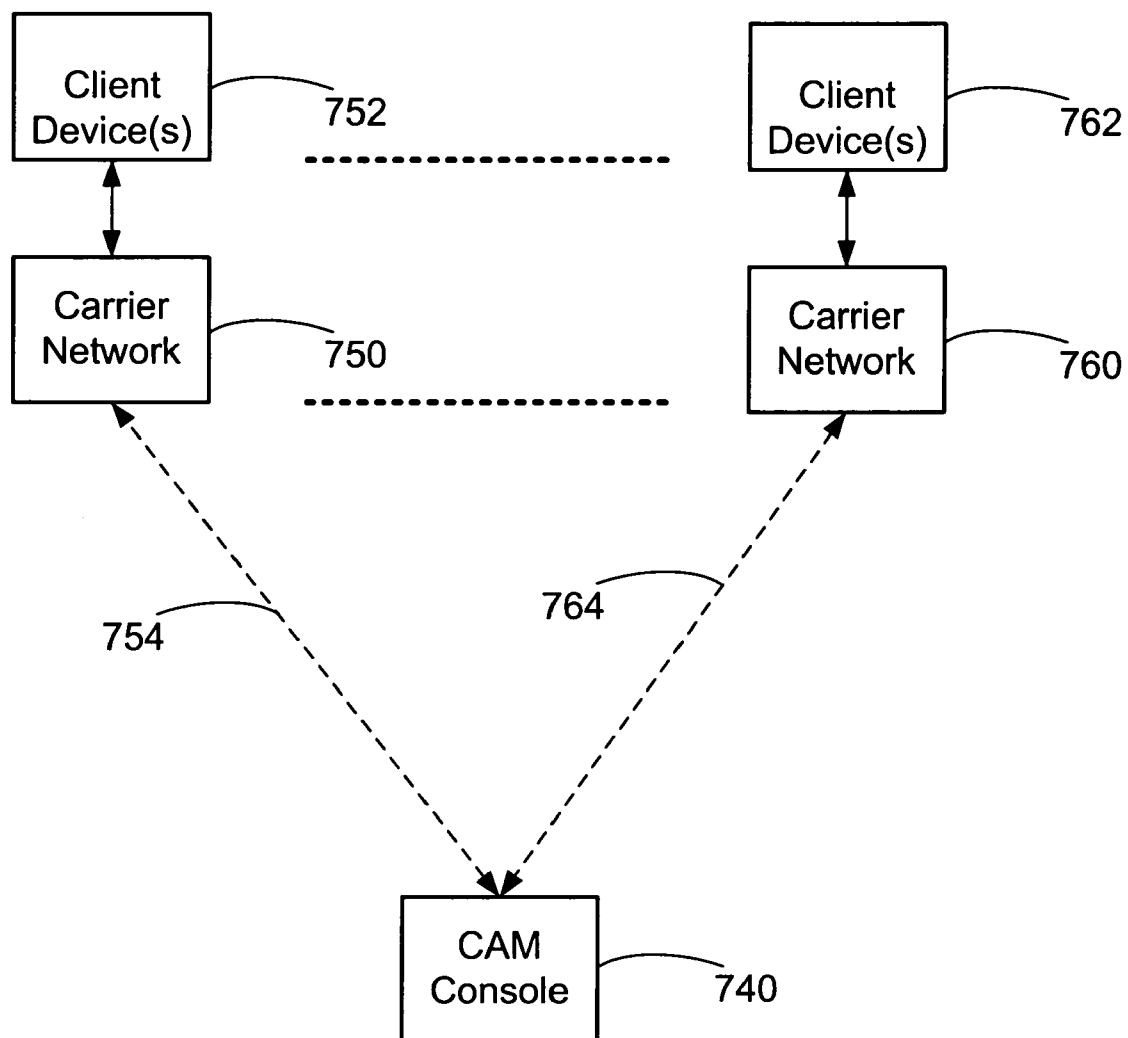 Client
Device(s)
752
Client
Device(s)
762
Carrier
Network
750
Carrier
Network
760
754
764
CAM
Console
740